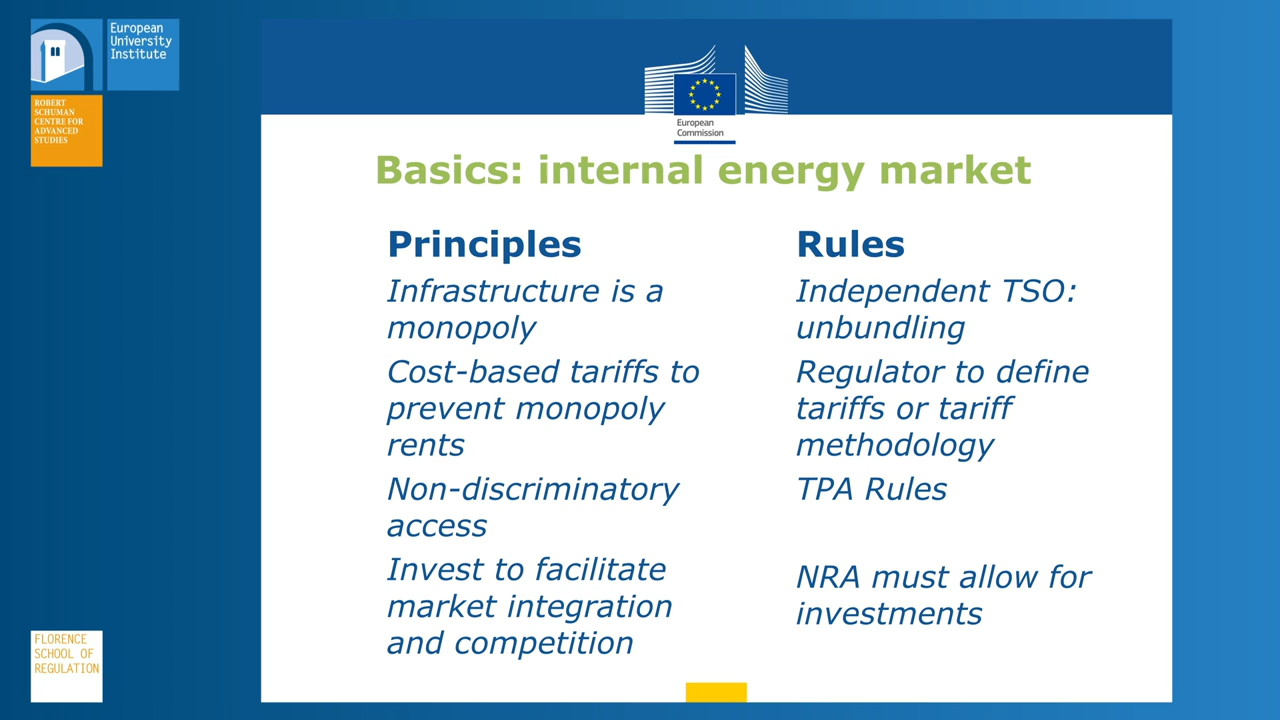 European
University
Institute
ROBERT
SCHUMAN
CENTRE FOR
ADVANCED
STUDIES
European
Commission
Basics: internal energy market
Principles
Infrastructure is a
monopoly
Cost-based tariffs to
prevent monopoly
rents
Non-discriminatory
access
Invest to facilitate
market integration
and competition
Rules
Independent TSO:
unbundling
Regulator to define
tariffs or tariff
methodology
TPA Rules
NRA must allow for
investments
FLORENCE
SCHOOL OF
REGULATION